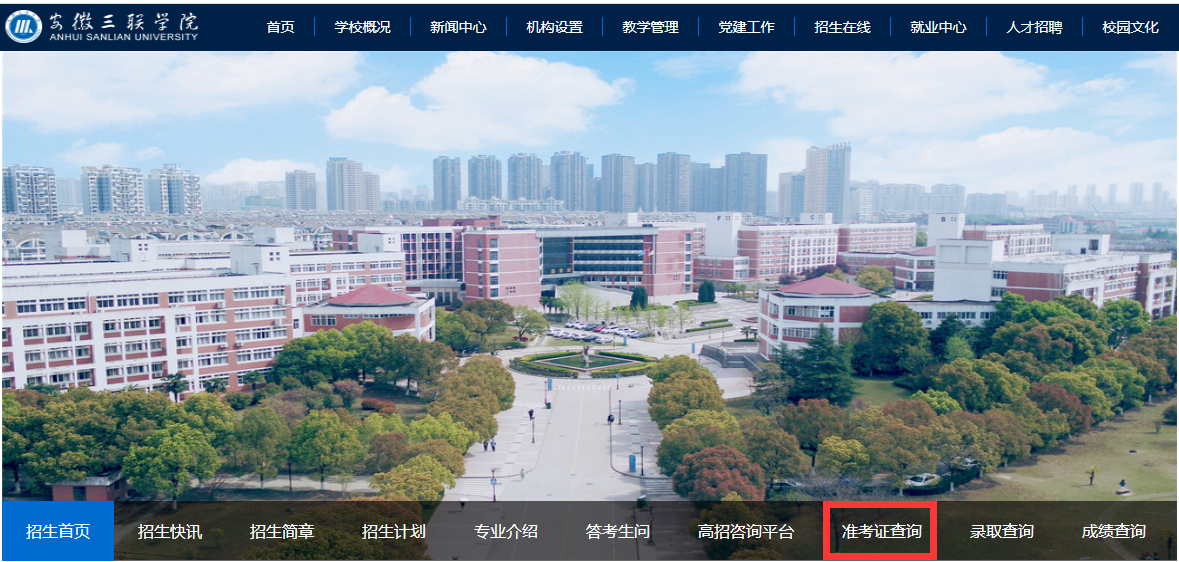 安徽三联学院
ANHUI SANLIAN UNIVERSITY
首页 学校概况 新闻中心 机构设置 教学管理 党建工作 招生在线 就业中心 人才招聘 校园文化
招生首页 招生快讯 招生简章 招生计划 专业介绍 答考生问 高招咨询平台 准考证查询 录取查询 成绩查询